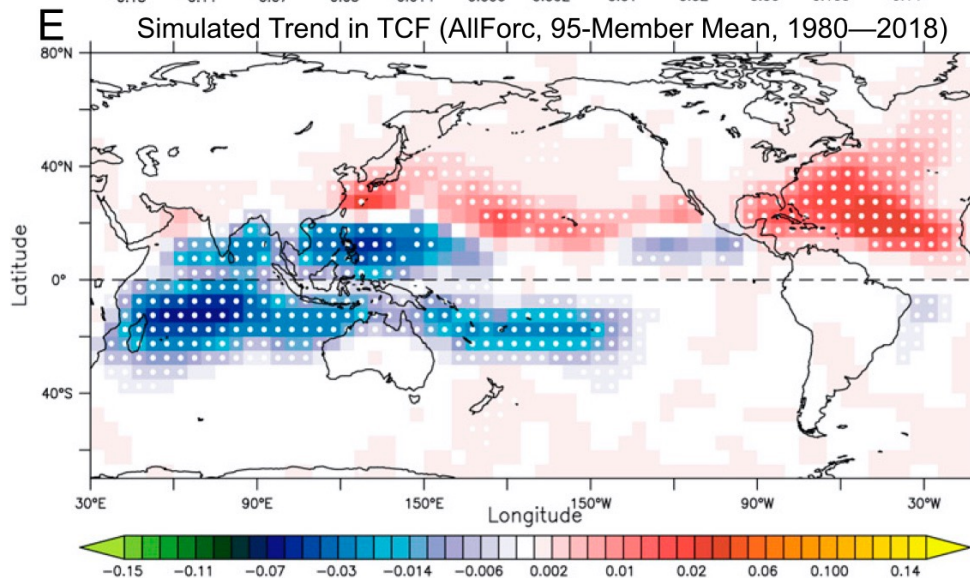 E Simulated Trend in TCF (AllForc, 95-Member Mean, 1980—2018)
80°N
40°N
0°
40°S
Latitude
30°E 90°E 150°E 150°W 90°W 30°W
Longitude
−0.15 −0.11 −0.07 −0.03 −0.014 −0.006 0.002 0.01 0.02 0.06 0.100 0.14